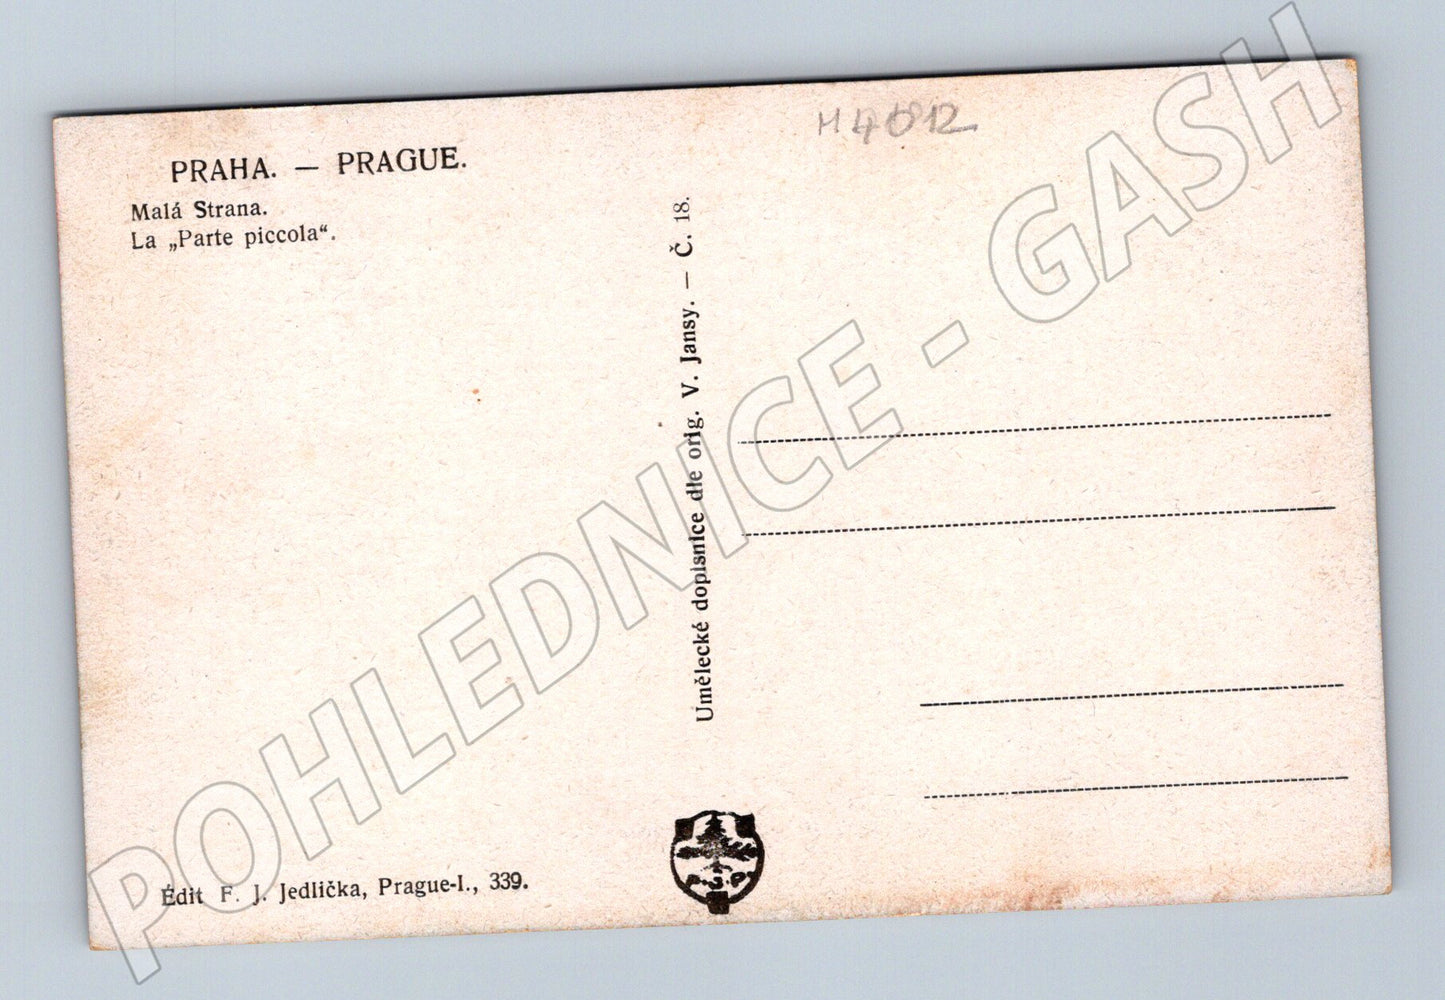 PRAHA. — PRAGUE.
Malá Strana.
La „Parte piccola“.
H4012
Umělecké dopisnice dle orig. V. Jansy. — Č. 18.
Édit F. J. Jedlička, Prague-I., 339.
POHLEDNICE - GASH